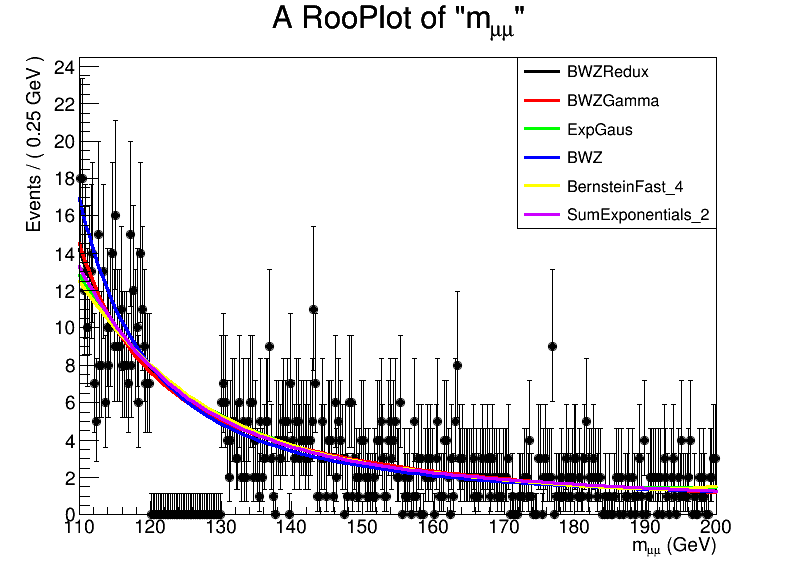 A RooPlot of "mμμ"
Events / ( 0.25 GeV )
24
22
20
18
16
14
12
10
8
6
4
2
0
BWZRedux
BWZGamma
ExpGaus
BWZ
BernsteinFast_4
SumExponentials_2
110 120 130 140 150 160 170 180 190 200
mμμ (GeV)